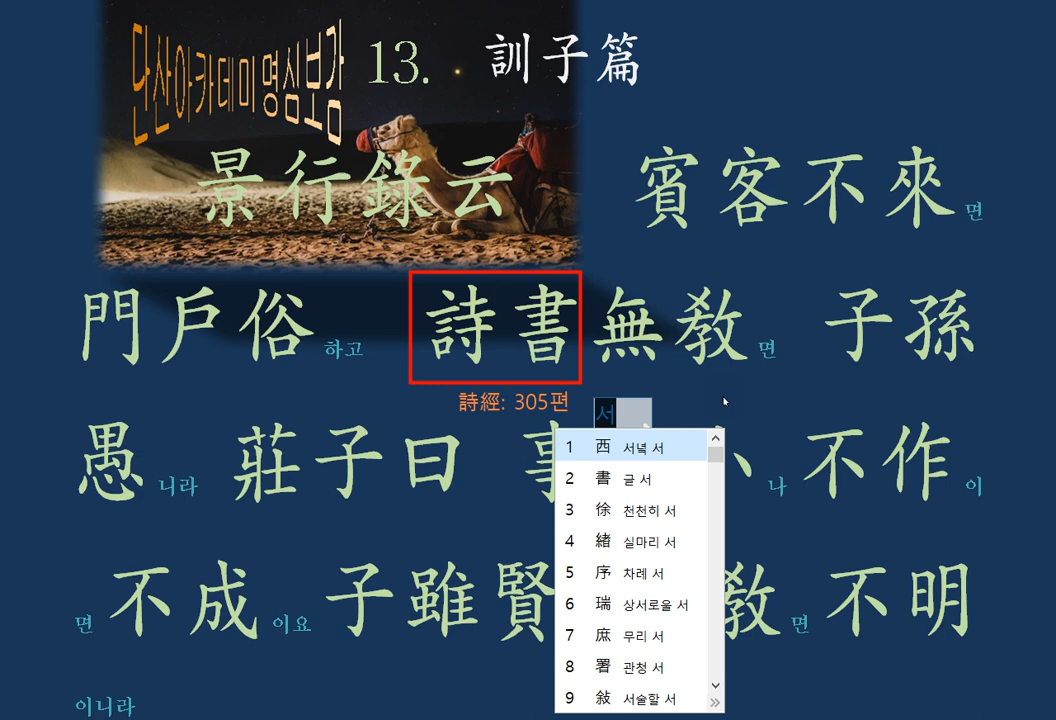 단산아카데미 명심보감 13. 訓子篇
景行錄云 賓客不來면
門戶俗하고 詩書無教면 子孫
詩經: 305편 서
愚니라 莊子曰 事 나 不作이
1 西 서녘 서
2 書 글 서
3 徐 천천히 서
4 緖 실마리 서
5 序 차례 서
6 瑞 상서로울 서
7 庶 무리 서
8 署 관청 서
9 敍 서술할 서
면 不成이요 子雖賢 教면 不明
이니라